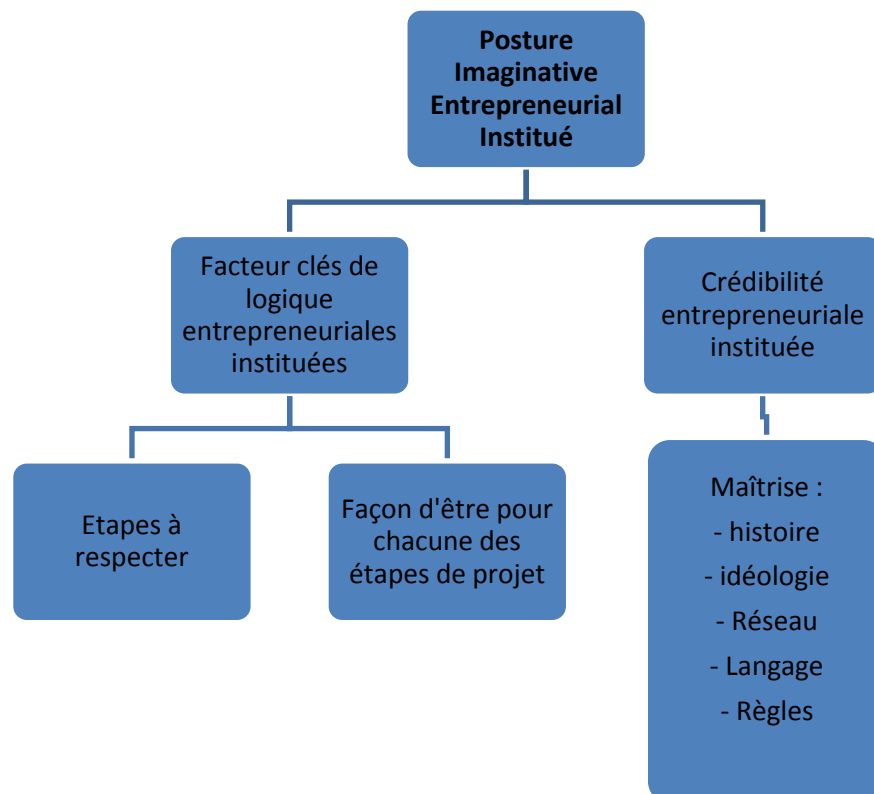 Posture
Imaginative
Entrepreneurial
Institué
Facteur clés de
logique
entrepreneuriales
instituées
Crédibilité
entrepreneuriale
instituée
Etapes à
respecter
Façon d'être pour
chacune des
étapes de projet
Maîtrise :
- histoire
- idéologie
- Réseau
- Langage
- Règles